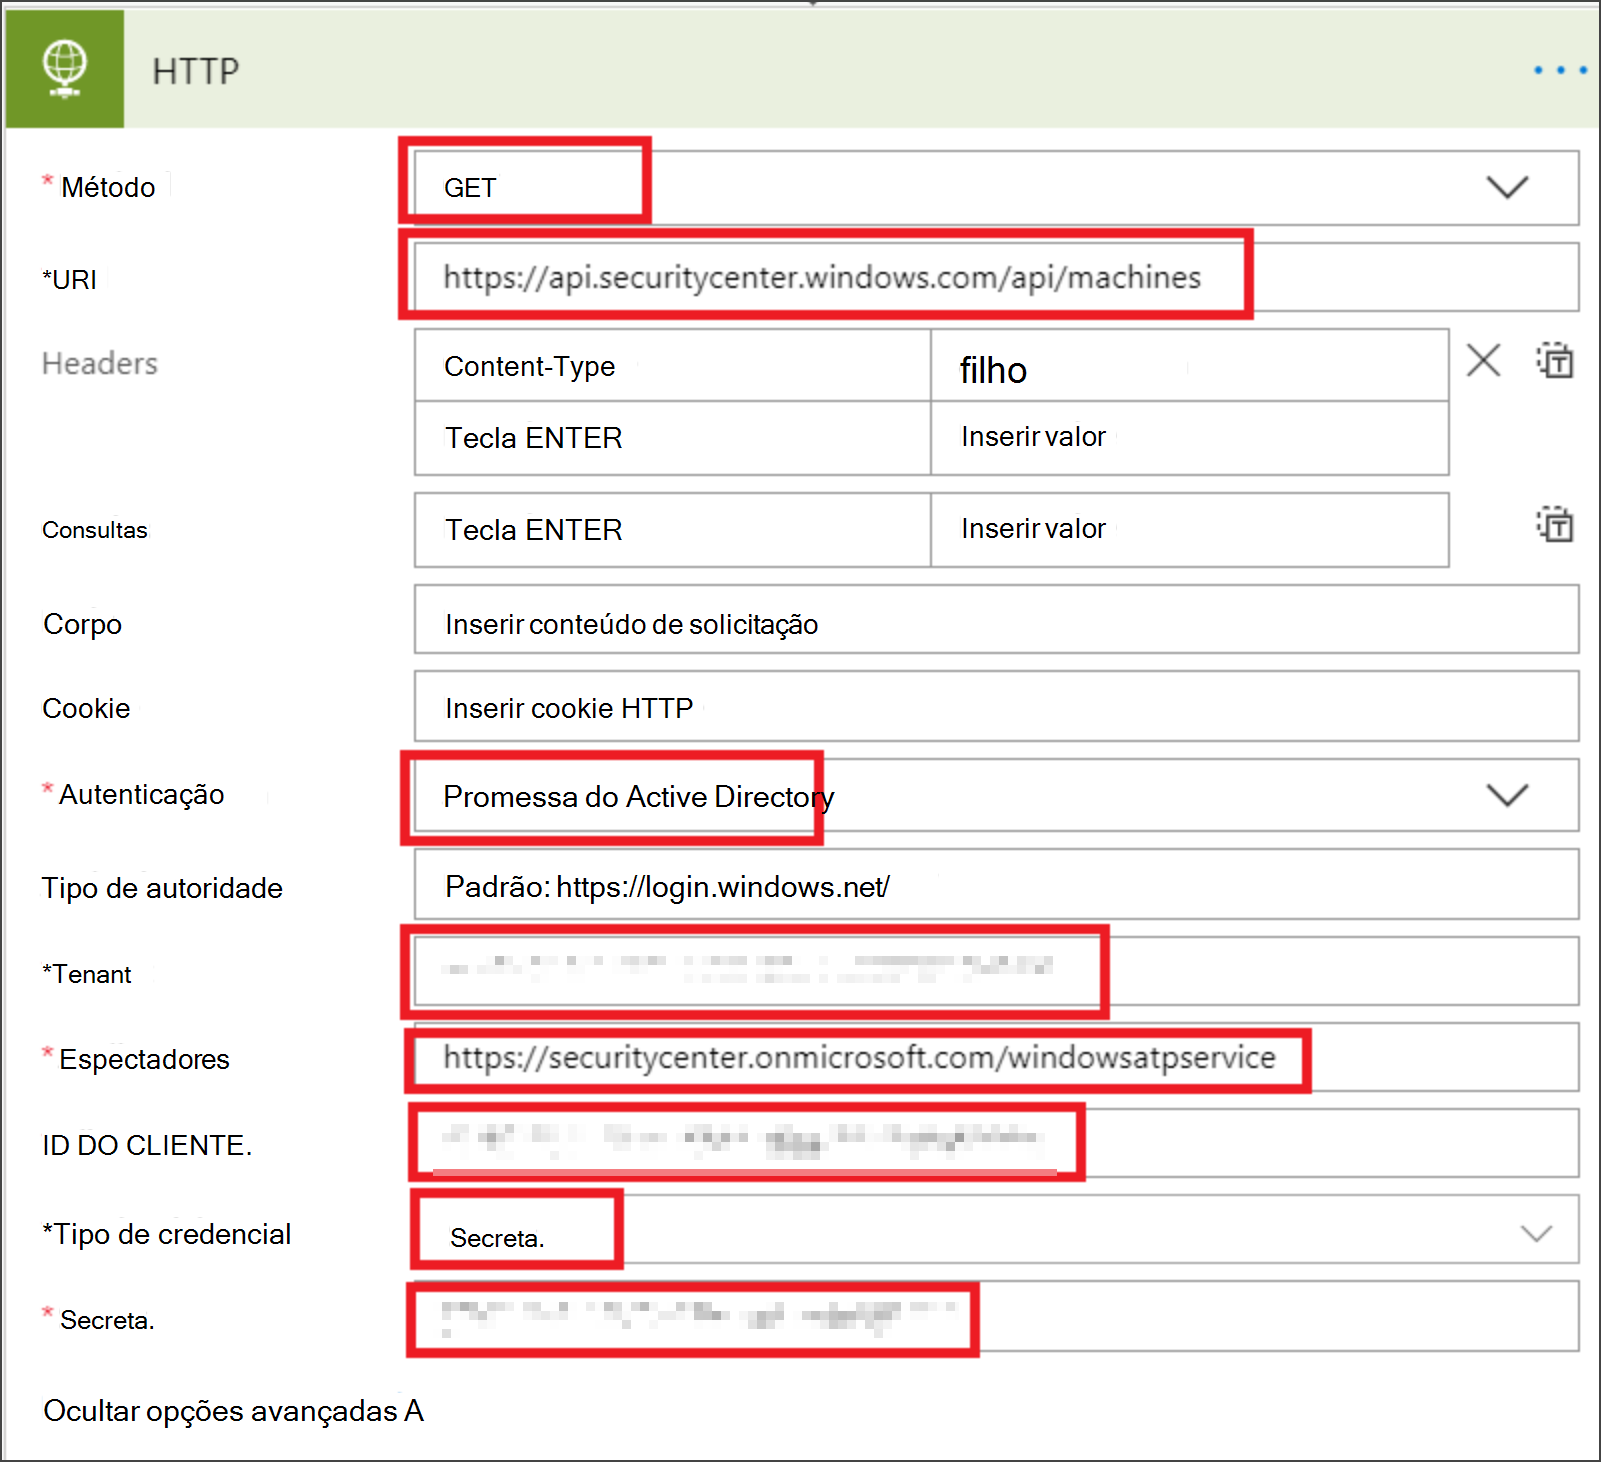 HTTP
* Método GET
*URI https://api.securitycenter.windows.com/api/machines
Headers Content-Type filho
Tecla ENTER Inserir valor
Consultas Tecla ENTER Inserir valor
Corpo Inserir conteúdo de solicitação
Cookie Inserir cookie HTTP
* Autenticação Promessa do Active Directory
Tipo de autoridade Padrão: https://login.windows.net/
*Tenant
* Espectadores https://securitycenter.onmicrosoft.com/windowsatpservice
ID DO CLIENTE.
*Tipo de credencial Secreta.
* Secreta.
Ocultar opções avançadas A